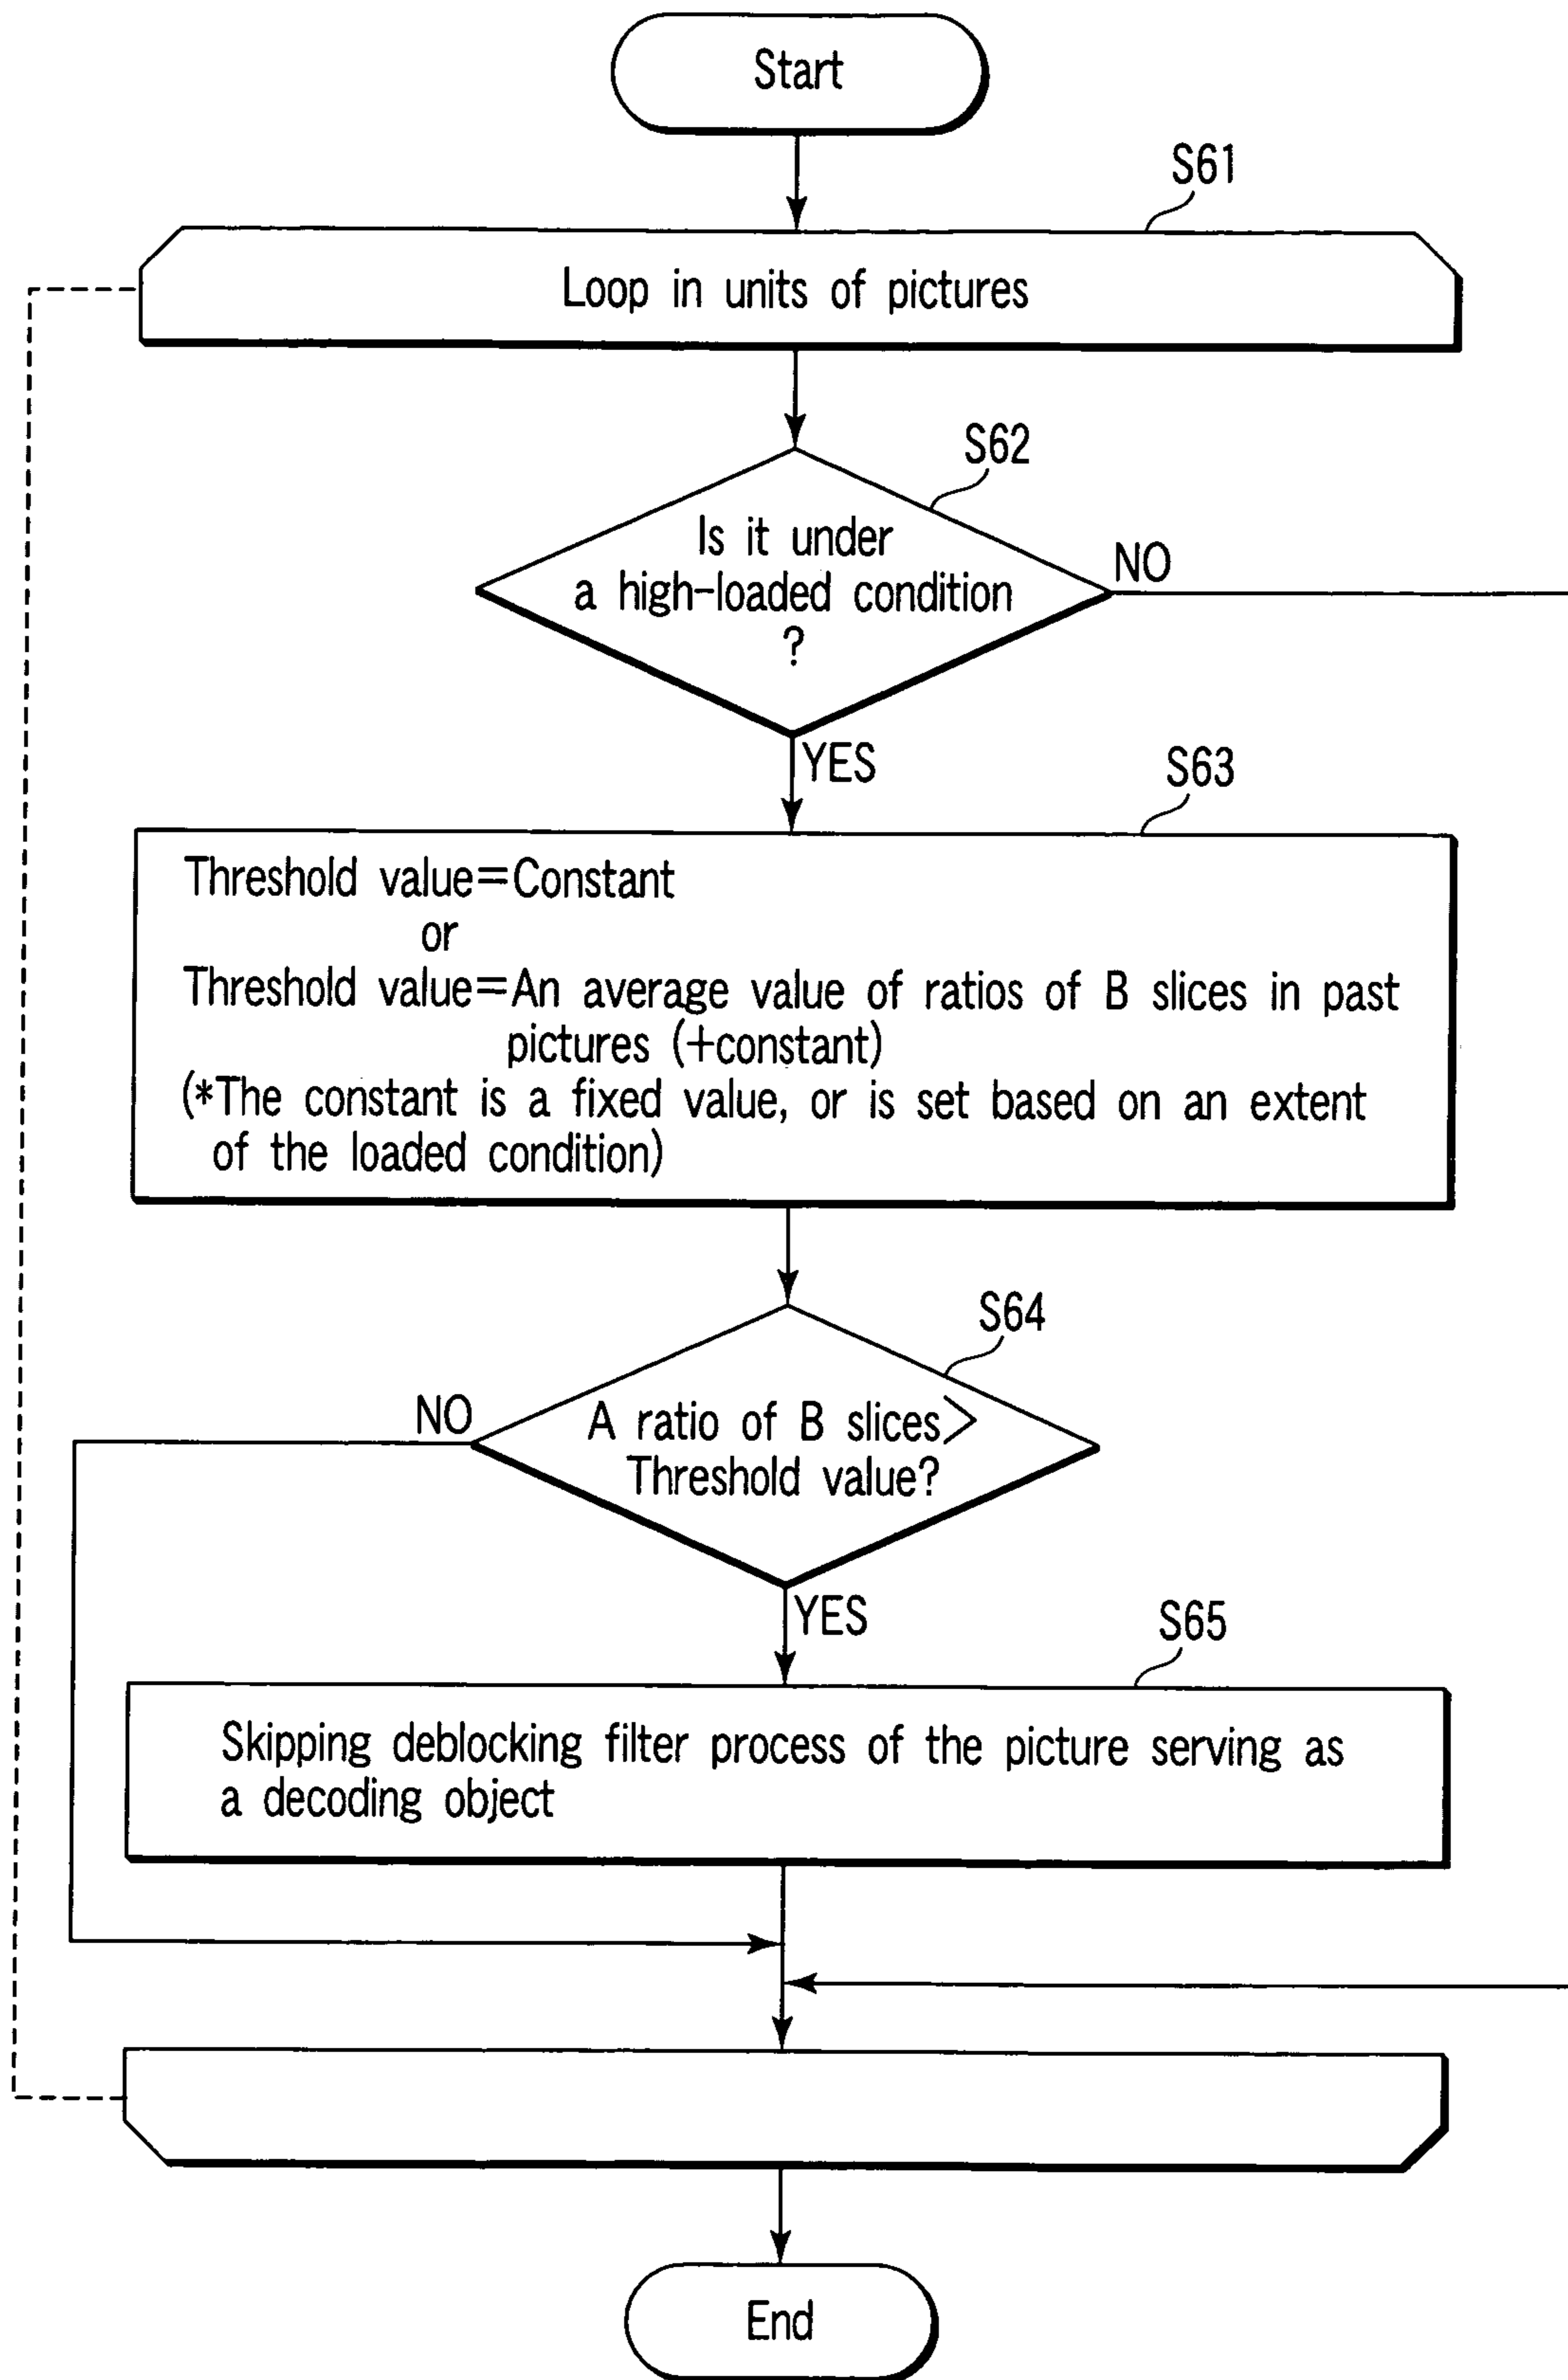 Start
S61
Loop in units of pictures
S62
Is it under
a high-loaded condition
?
NO
YES
S63
Threshold value=Constant
or
Threshold value=An average value of ratios of B slices in past
pictures (+constant)
(*The constant is a fixed value, or is set based on an extent
of the loaded condition)
S64
NO
A ratio of B slices>
Threshold value?
YES
S65
Skipping deblocking filter process of the picture serving as
a decoding object
End